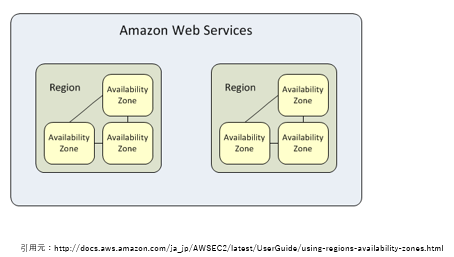 Amazon Web Services
Region
Availability
Zone
Availability
Zone
Availability
Zone
Region
Availability
Zone
Availability
Zone
Availability
Zone
引用元：http://docs.aws.amazon.com/ja_jp/AWSEC2/latest/UserGuide/using-regions-availability-zones.html